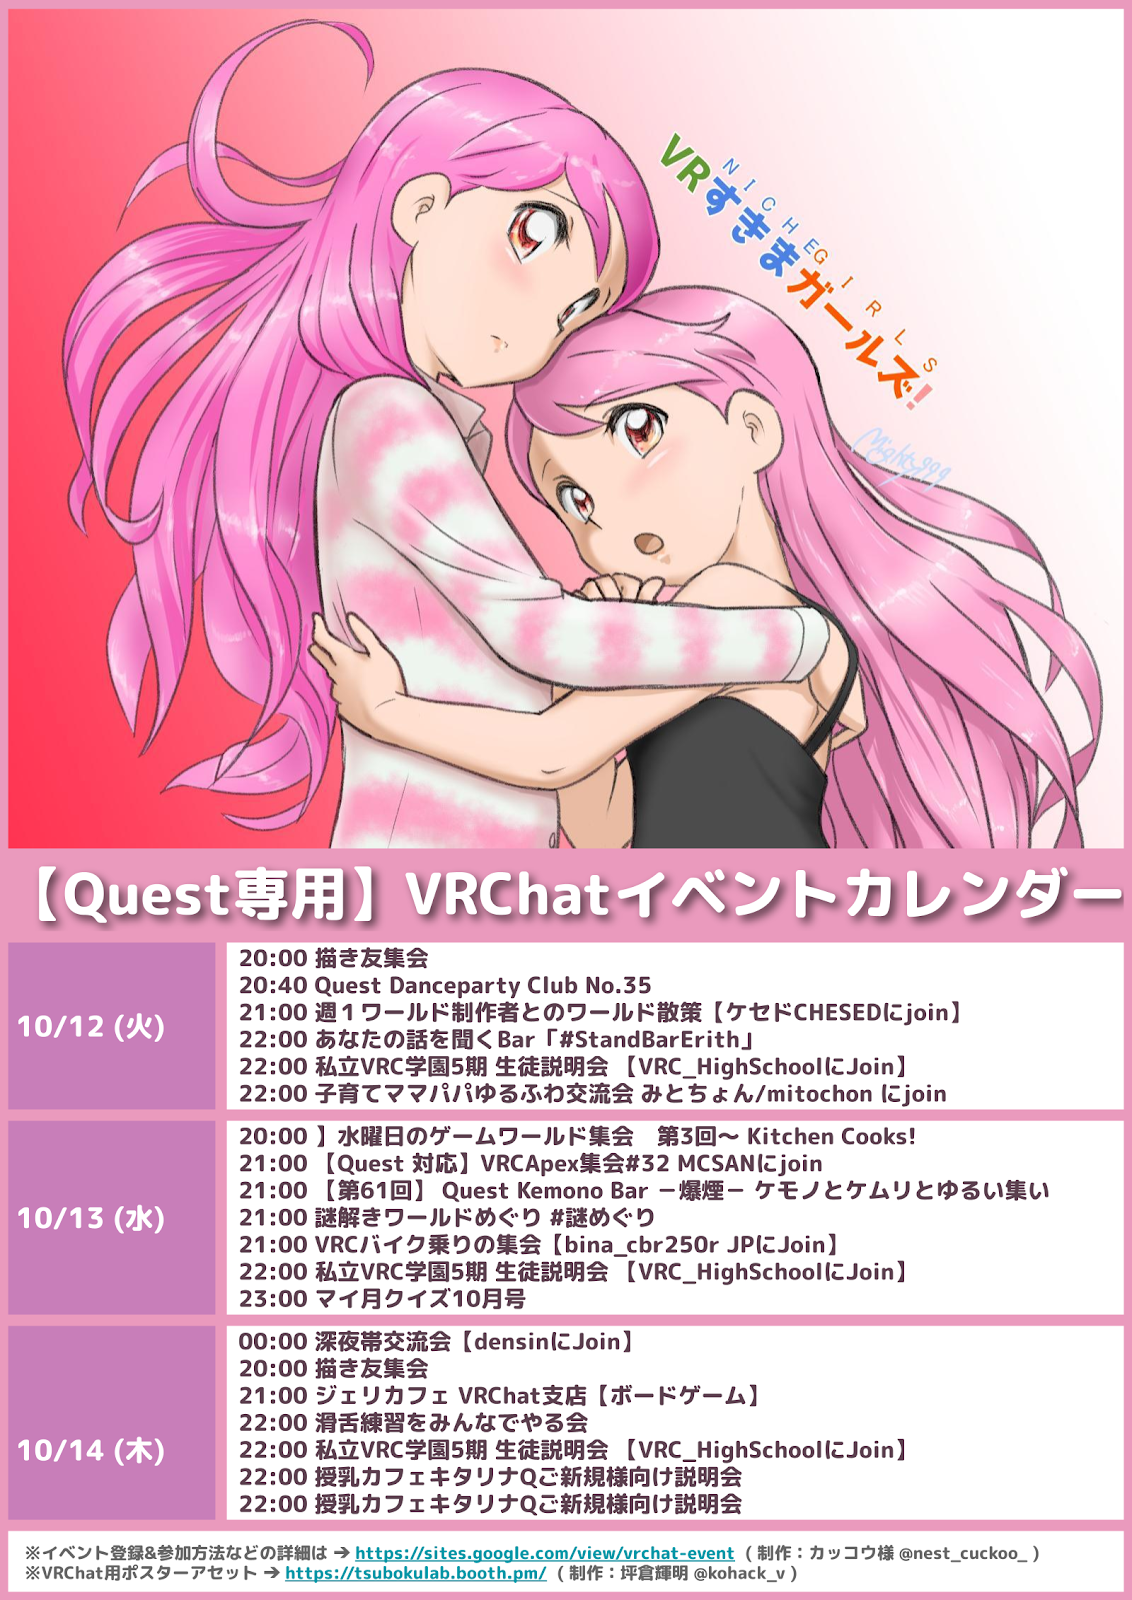 NICHE GIRLS
VRすきまガールズ!
Mighty999
【Quest専用】VRChatイベントカレンダー
10/12 (火)
20:00 描き友集会
20:40 Quest Danceparty Club No.35
21:00 週１ワールド制作者とのワールド散策【ケセドCHESEDにjoin】
22:00 あなたの話を聞くBar「#StandBarErith」
22:00 私立VRC学園5期 生徒説明会 【VRC_HighSchoolにJoin】
22:00 子育てママパパゆるふわ交流会 みとちょん/mitochon にjoin
10/13 (水)
20:00 】水曜日のゲームワールド集会　第3回～ Kitchen Cooks!
21:00 【Quest 対応】VRCApex集会#32 MCSANにjoin
21:00 【第61回】 Quest Kemono Bar －爆煙－ ケモノとケムリとゆるい集い
21:00 謎解きワールドめぐり #謎めぐり
21:00 VRCバイク乗りの集会【bina_cbr250r JPにJoin】
22:00 私立VRC学園5期 生徒説明会 【VRC_HighSchoolにJoin】
23:00 マイ月クイズ10月号
10/14 (木)
00:00 深夜帯交流会【densinにJoin】
20:00 描き友集会
21:00 ジェリカフェ VRChat支店【ボードゲーム】
22:00 滑舌練習をみんなでやる会
22:00 私立VRC学園5期 生徒説明会 【VRC_HighSchoolにJoin】
22:00 授乳カフェキタリナQご新規様向け説明会
22:00 授乳カフェキタリナQご新規様向け説明会
※イベント登録&参加方法などの詳細は → https://sites.google.com/view/vrchat-event ( 制作：カッコウ様 @nest_cuckoo_ )
※VRChat用ポスターアセット → https://tsubokulab.booth.pm/ ( 制作：坪倉輝明 @kohack_v )